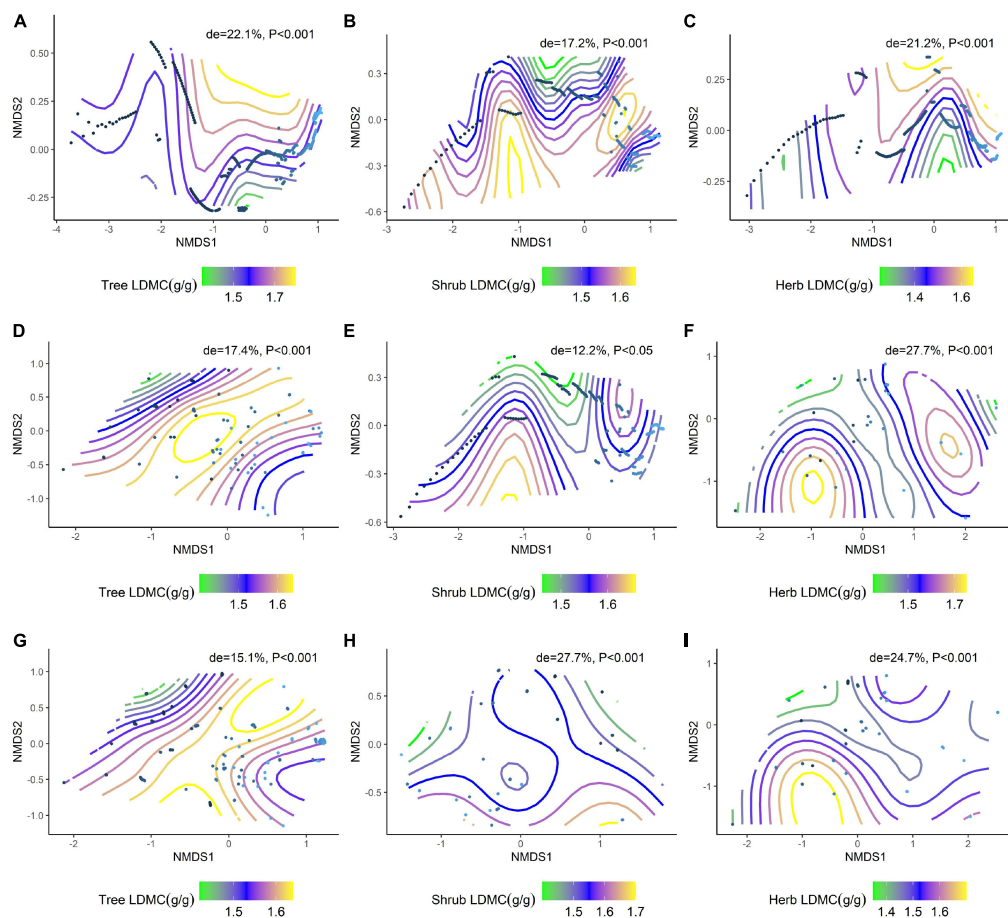 A
de=22.1%, P<0.001
0.50
0.25
0.00
-0.25
NMDS2
-4 -3 -2 -1 0 1
NMDS1
Tree LDMC(g/g)
1.5 1.7
B
de=17.2%, P<0.001
0.3
0.0
-0.3
-0.6
NMDS2
-3 -2 -1 0 1
NMDS1
Shrub LDMC(g/g)
1.5 1.6
C
de=21.2%, P<0.001
0.25
0.00
-0.25
NMDS2
-3 -2 -1 0 1
NMDS1
Herb LDMC(g/g)
1.4 1.6
D
de=17.4%, P<0.001
1.0
0.5
0.0
-0.5
-1.0
NMDS2
-2 -1 0 1
NMDS1
Tree LDMC(g/g)
1.5 1.6
E
de=12.2%, P<0.05
0.3
0.0
-0.3
-0.6
NMDS2
-3 -2 -1 0 1
NMDS1
Shrub LDMC(g/g)
1.5 1.6
F
de=27.7%, P<0.001
1
0
-1
NMDS2
-2 -1 0 1 2
NMDS1
Herb LDMC(g/g)
1.5 1.7
G
de=15.1%, P<0.001
1.0
0.5
0.0
-0.5
-1.0
NMDS2
-2 -1 0 1
NMDS1
Tree LDMC(g/g)
1.5 1.6
H
de=27.7%, P<0.001
0.5
0.0
-0.5
NMDS2
-1 0 1
NMDS1
Shrub LDMC(g/g)
1.5 1.6 1.7
I
de=24.7%, P<0.001
1
0
-1
NMDS2
-2 -1 0 1 2
NMDS1
Herb LDMC(g/g)
1.4 1.5 1.6